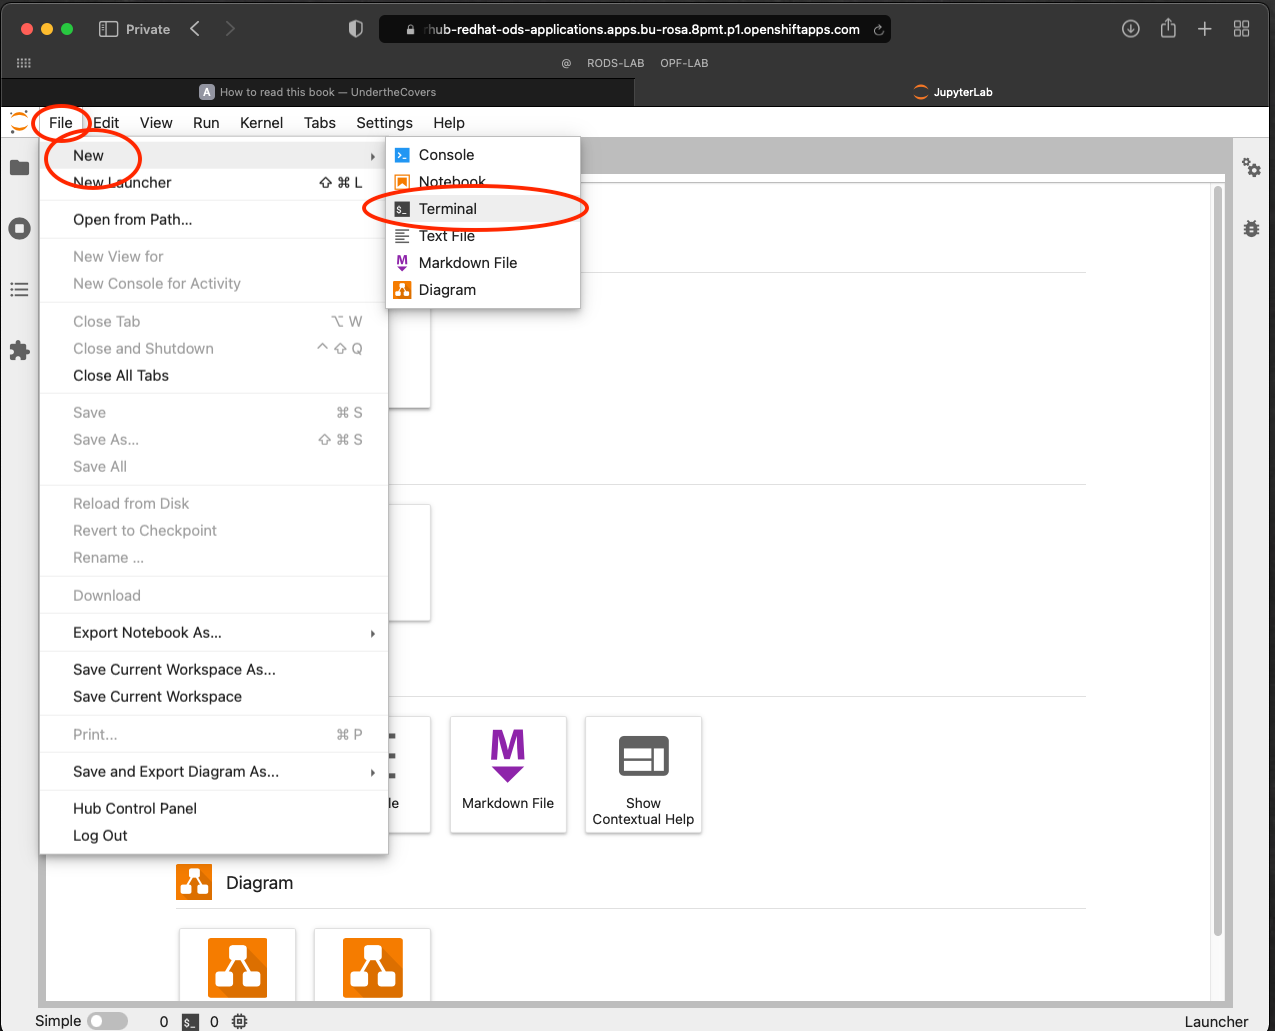 Private
rhub-redhat-ods-applications.apps.bu-rosa.8pmt.p1.openshiftapps.com
@ RODS-LAB OPF-LAB
A How to read this book — UndertheCovers
JupyterLab
File Edit View Run Kernel Tabs Settings Help
New
New Launcher ⇧ ⌘ L
Open from Path...
New View for
New Console for Activity
Close Tab ⌥ W
Close and Shutdown ^ ⇧ Q
Close All Tabs
Save ⌘ S
Save As... ⇧ ⌘ S
Save All
Reload from Disk
Revert to Checkpoint
Rename ...
Download
Export Notebook As...
Save Current Workspace As...
Save Current Workspace
Print... ⌘ P
Save and Export Diagram As...
Hub Control Panel
Log Out
Console
Notebook
$_ Terminal
Text File
M Markdown File
Diagram
le
M
Markdown File
Show
Contextual Help
Diagram
Simple 0 $_ 0
Launcher